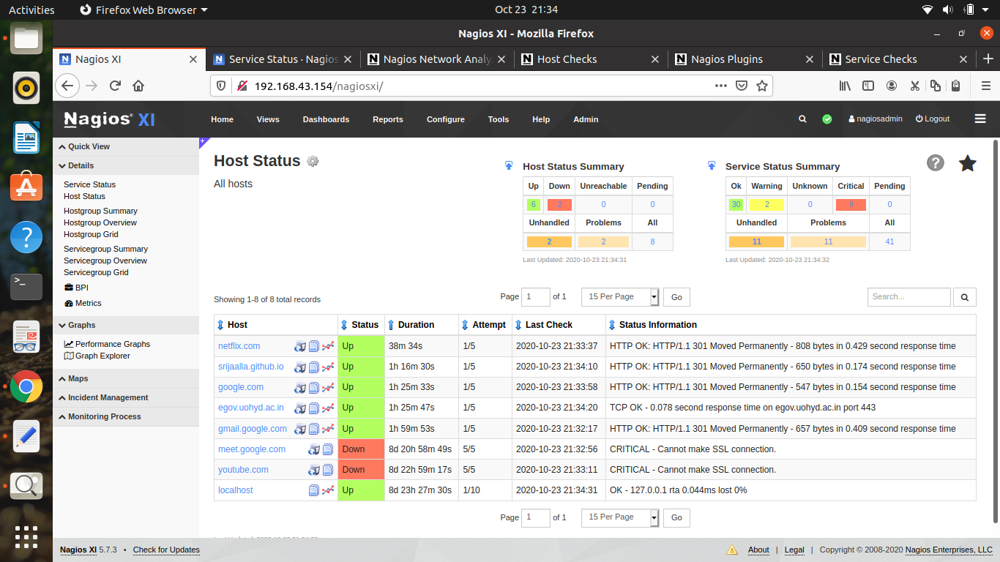 Activities Firefox Web Browser Oct 23 21:34
Nagios XI - Mozilla Firefox
Nagios XI Service Status · Nagios Nagios Network Analy Host Checks Nagios Plugins Service Checks
192.168.43.154/nagiosxi/
Nagios® XI Home Views Dashboards Reports Configure Tools Help Admin nagiosadmin Logout
Quick View
Details
Service Status
Host Status
Hostgroup Summary
Hostgroup Overview
Hostgroup Grid
Servicegroup Summary
Servicegroup Overview
Servicegroup Grid
BPI
Metrics
Graphs
Performance Graphs
Graph Explorer
Maps
Incident Management
Monitoring Process
Host Status
All hosts
Host Status Summary
Up Down Unreachable Pending
6 2 0 0
Unhandled Problems All
2 2 8
Last Updated: 2020-10-23 21:34:31
Service Status Summary
Ok Warning Unknown Critical Pending
30 2 0 9 0
Unhandled Problems All
11 11 41
Last Updated: 2020-10-23 21:34:32
Showing 1-8 of 8 total records Page 1 of 1 15 Per Page Go Search...
Host Status Duration Attempt Last Check Status Information
netflix.com Up 38m 34s 1/5 2020-10-23 21:33:37 HTTP OK: HTTP/1.1 301 Moved Permanently - 808 bytes in 0.429 second response time
srijaalla.github.io Up 1h 16m 30s 1/5 2020-10-23 21:34:10 HTTP OK: HTTP/1.1 301 Moved Permanently - 650 bytes in 0.174 second response time
google.com Up 1h 25m 33s 1/5 2020-10-23 21:33:58 HTTP OK: HTTP/1.1 301 Moved Permanently - 547 bytes in 0.154 second response time
egov.uohyd.ac.in Up 1h 25m 47s 1/5 2020-10-23 21:34:20 TCP OK - 0.078 second response time on egov.uohyd.ac.in port 443
gmail.google.com Up 1h 59m 53s 1/5 2020-10-23 21:32:17 HTTP OK: HTTP/1.1 301 Moved Permanently - 657 bytes in 0.409 second response time
meet.google.com Down 8d 20h 58m 49s 5/5 2020-10-23 21:32:56 CRITICAL - Cannot make SSL connection.
youtube.com Down 8d 22h 59m 17s 5/5 2020-10-23 21:33:11 CRITICAL - Cannot make SSL connection.
localhost Up 8d 23h 27m 30s 1/10 2020-10-23 21:34:31 OK - 127.0.0.1 rta 0.044ms lost 0%
Page 1 of 1 15 Per Page Go
Nagios XI 5.7.3 • Check for Updates About | Legal | Copyright © 2008-2020 Nagios Enterprises, LLC